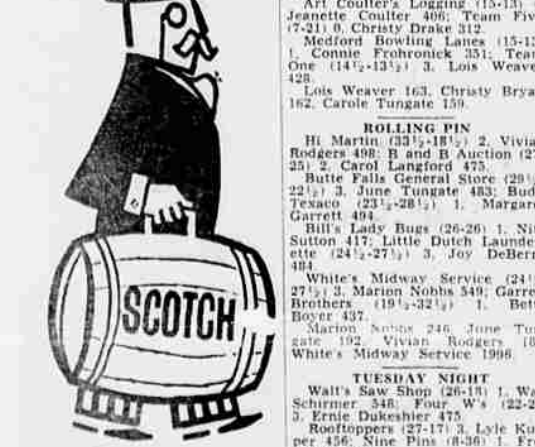 SCOTCH
Art Coulter's Logging (15-13)
Jeanette Coulter 406; Team Five
(7-21) 0, Christy Drake 312.
Medford Bowling Lanes (15-13)
1, Connie Frohronick 351; Team
One (14½-13½) 3, Lois Weaver
428.
Lois Weaver 163, Christy Bryan
162, Carole Tungate 159.
ROLLING PIN
Hi Martin (33½-18½) 2, Vivian
Rodgers 498; B and B Auction (27-
25) 2, Carol Langford 475.
Butte Falls General Store (29½-
22½) 3, June Tungate 483; Bud's
Texaco (23½-28½) 1, Margaret
Garrett 494.
Bill's Lady Bugs (26-26) 1, Nit
Sutton 417; Little Dutch Launder
ette (24½-27½) 3, Joy DeBern
484.
White's Midway Service (24½
27½) 3, Marion Nobbs 549; Garre
Brothers (19½-32½) 1, Bett
Boyer 437.
Marion Nobbs 246, June Tun
gate 192, Vivian Rodgers 18
White's Midway Service 1996.
TUESDAY NIGHT
Walt's Saw Shop (26-18) 1, Wa
Schirmer 548; Four W's (22-2
3, Ernie Dukeshier 475.
Rooftoppers (27-17) 3, Lyle Ku
per 456; Nine Pins (8-36) 1, Fr